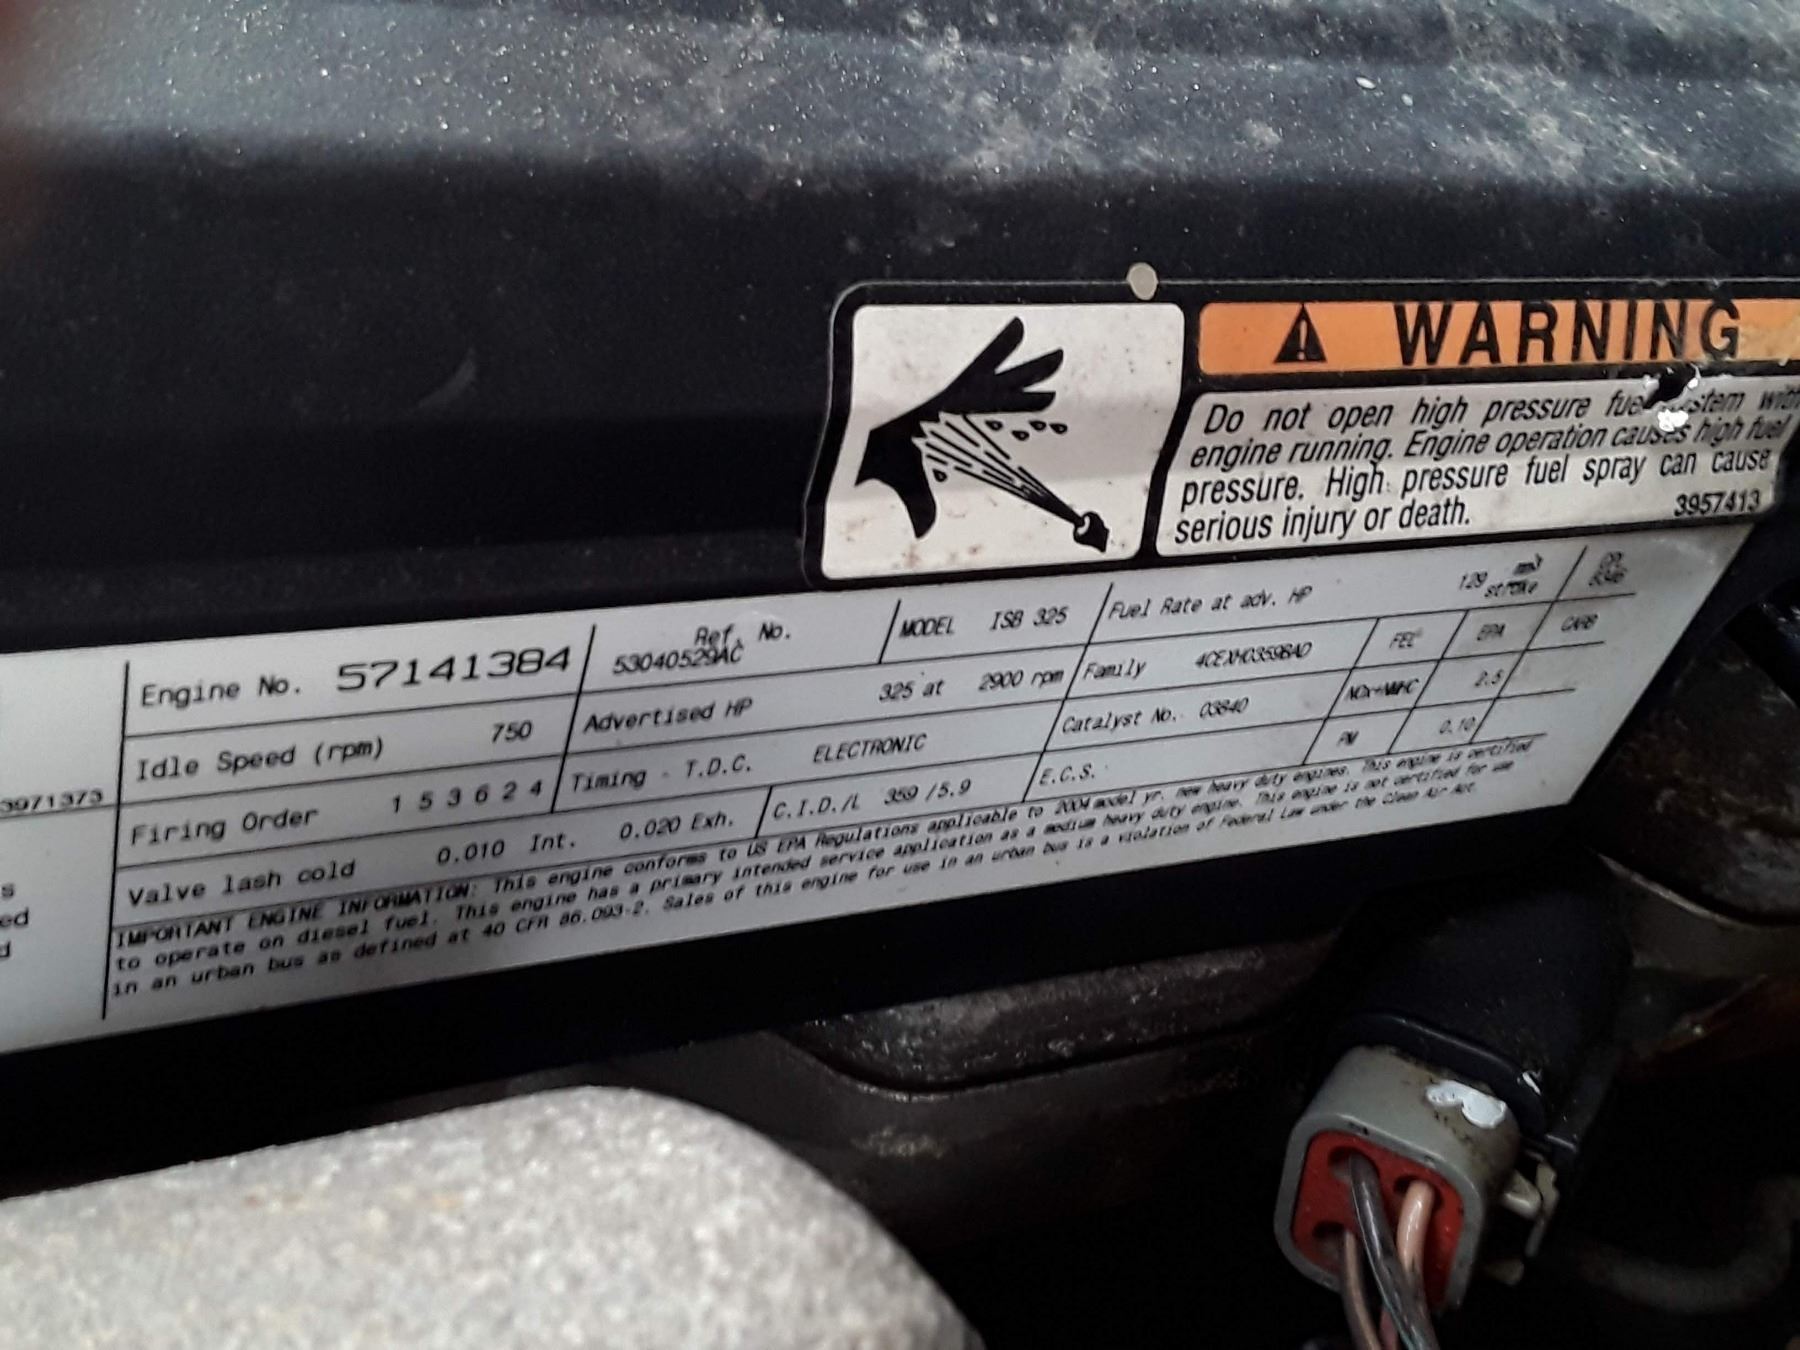 WARNING
Do not open high pressure fuel system with
engine running. Engine operation causes high fuel
pressure. High pressure fuel spray can cause
serious injury or death.
3957413
Engine No. 57141384
Ref. No.
53040529AC
MODEL ISB 325
Fuel Rate at adv. HP 129 mm³
stroke
CPL
Idle Speed (rpm) 750
Advertised HP 325 at 2900 rpm
Family
FEL EPA CARB
Firing Order 1 5 3 6 2 4
Timing - T.D.C. ELECTRONIC
Catalyst No. 03840
NOx+NMHC 2.5
Valve lash cold 0.010 Int. 0.020 Exh.
C.I.D./L 359 /5.9
E.C.S.
PM 0.10
IMPORTANT ENGINE INFORMATION: This engine conforms to US EPA Regulations applicable to 2004 model yr. new heavy duty engines. This engine is certified
to operate on diesel fuel. This engine has a primary intended service application as a medium heavy duty engine. This engine is not certified for use
in an urban bus as defined at 40 CFR 86.093-2. Sales of this engine for use in an urban bus is a violation of Federal Law under the Clean Air Act.
3971373
s
ed
d